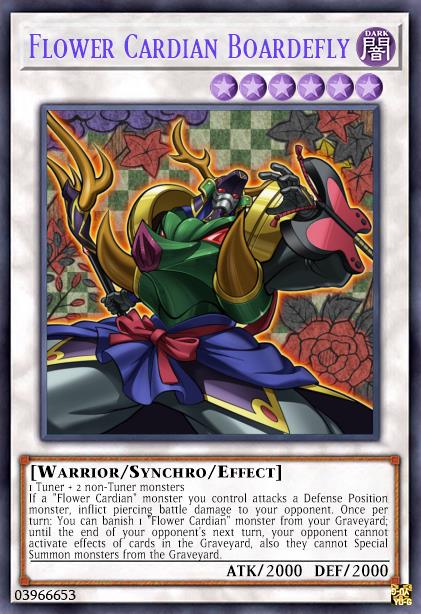 Flower Cardian Boardefly
DARK
闇
[Warrior/Synchro/Effect]
1 Tuner + 2 non-Tuner monsters
If a "Flower Cardian" monster you control attacks a Defense Position
monster, inflict piercing battle damage to your opponent. Once per
turn: You can banish 1 "Flower Cardian" monster from your Graveyard;
until the end of your opponent's next turn, your opponent cannot
activate effects of cards in the Graveyard, also they cannot Special
Summon monsters from the Graveyard.
ATK/2000 DEF/2000
03966653